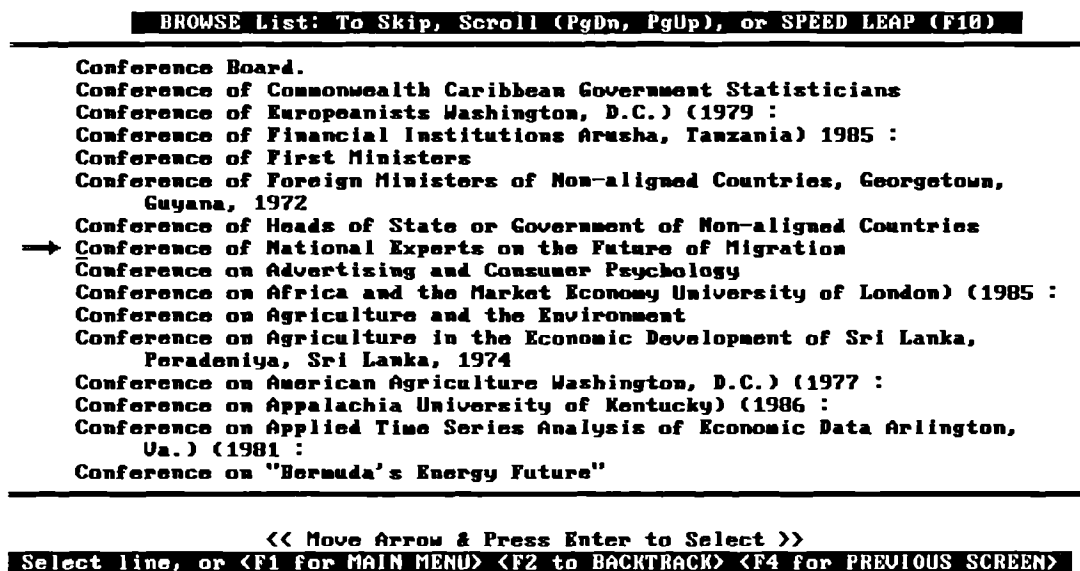 BROWSE List: To Skip, Scroll (PgDn, PgUp), or SPEED LEAP (F10)
Conference Board.
Conference of Commonwealth Caribbean Government Statisticians
Conference of Europeanists Washington, D.C.) (1979 :
Conference of Financial Institutions Arusha, Tanzania) 1985 :
Conference of First Ministers
Conference of Foreign Ministers of Non-aligned Countries, Georgetown,
Guyana, 1972
Conference of Heads of State or Government of Non-aligned Countries
Conference of National Experts on the Future of Migration
Conference on Advertising and Consumer Psychology
Conference on Africa and the Market Economy University of London) (1985 :
Conference on Agriculture and the Environment
Conference on Agriculture in the Economic Development of Sri Lanka,
Peradeniya, Sri Lanka, 1974
Conference on American Agriculture Washington, D.C.) (1977 :
Conference on Appalachia University of Kentucky) (1986 :
Conference on Applied Time Series Analysis of Economic Data Arlington,
Va.) (1981 :
Conference on "Bermuda's Energy Future"
<< Move Arrow & Press Enter to Select >>
Select line, or <F1 for MAIN MENU> <F2 to BACKTRACK> <F4 for PREVIOUS SCREEN>